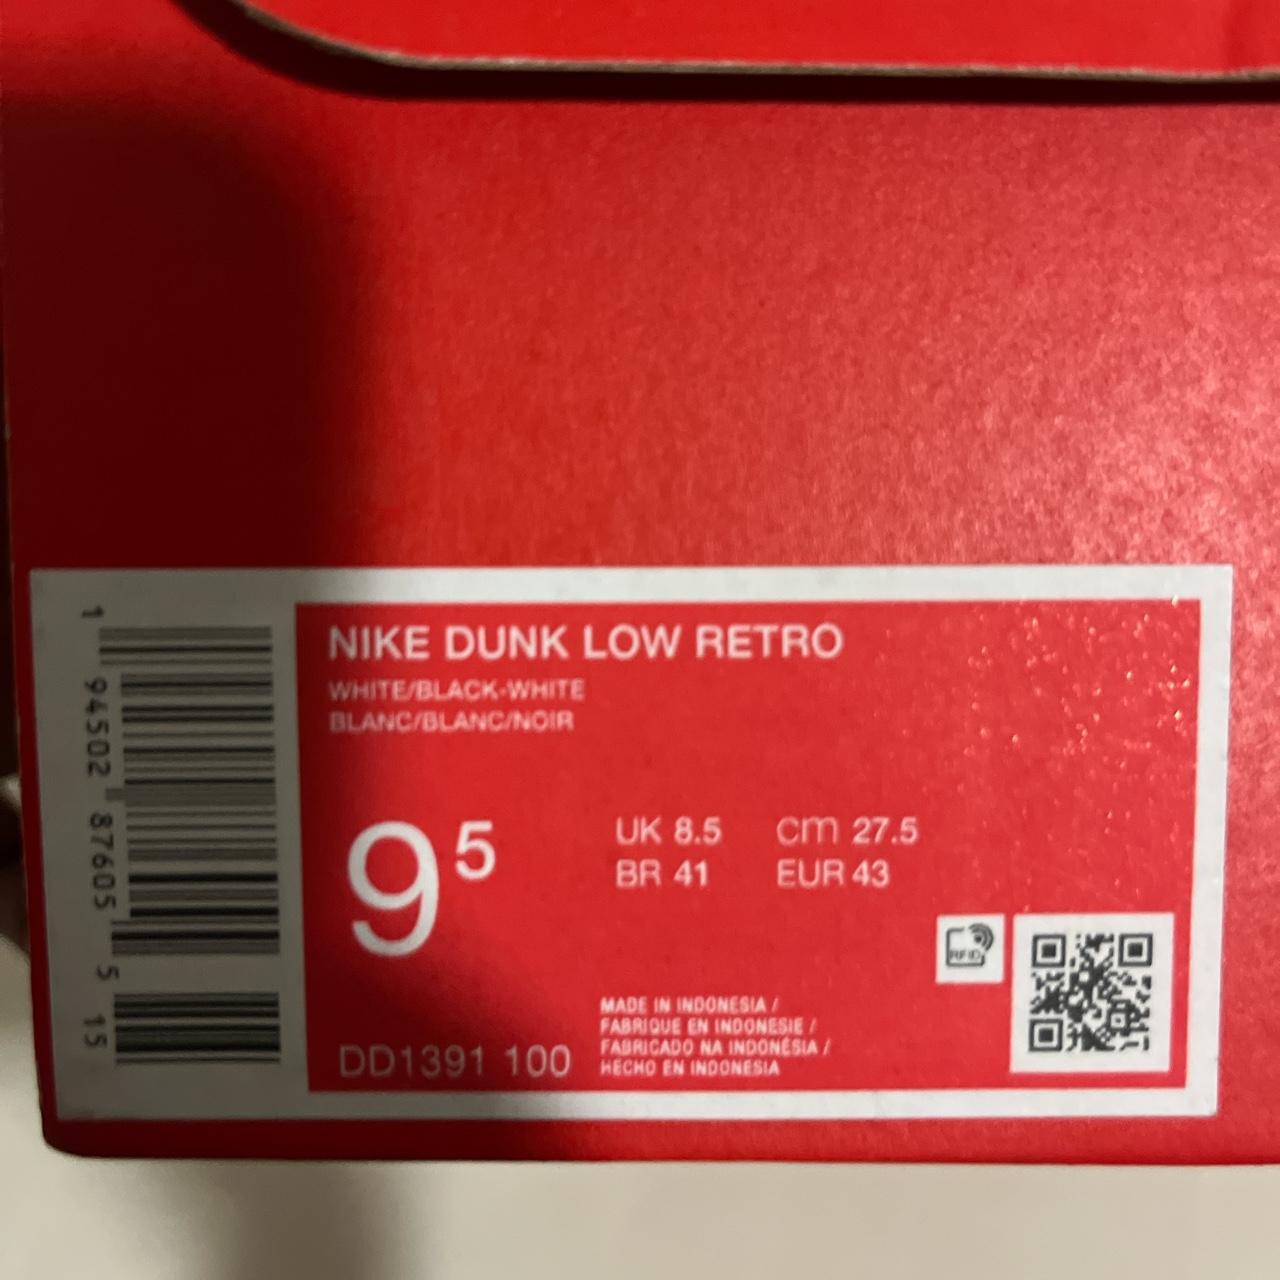 NIKE DUNK LOW RETRO
WHITE/BLACK-WHITE
BLANC/BLANC/NOIR
9 5
UK 8.5 cm 27.5
BR 41 EUR 43
RFID
MADE IN INDONESIA /
FABRIQUE EN INDONESIE /
FABRICADO NA INDONÉSIA /
HECHO EN INDONESIA
DD1391 100
1 94502 87605 5 15